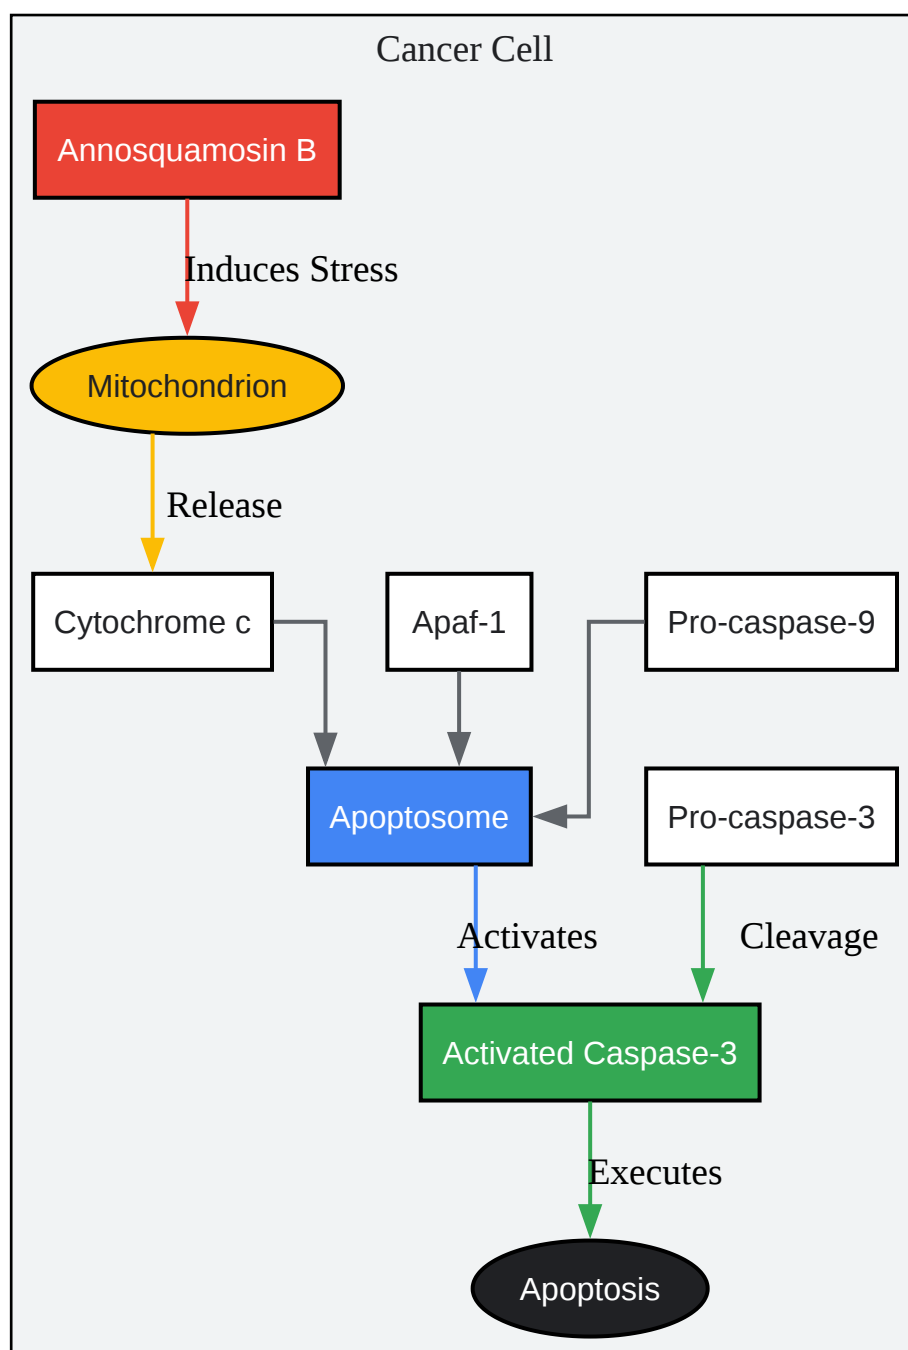 Cancer Cell
Annosquamosin B
Induces Stress
Mitochondrion
Release
Cytochrome c
Apaf-1
Pro-caspase-9
Apoptosome
Pro-caspase-3
Activates
Cleavage
Activated Caspase-3
Executes
Apoptosis